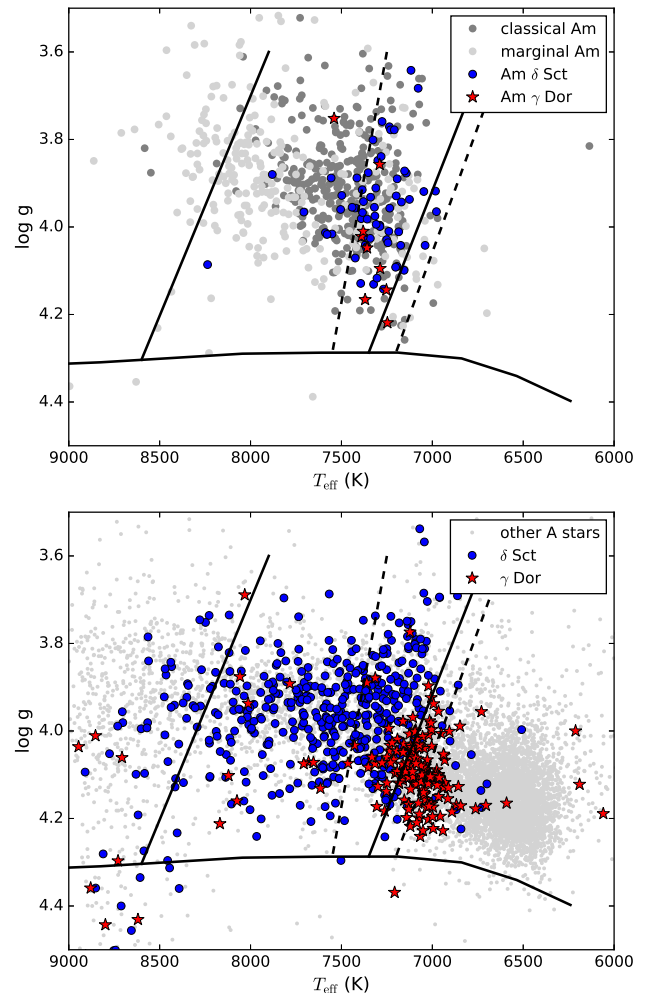 classical Am
marginal Am
Am δ Sct
Am γ Dor
3.6
3.8
4.0
4.2
4.4
log g
9000 8500 8000 7500 7000 6500 6000
Teff (K)
other A stars
δ Sct
γ Dor
3.6
3.8
4.0
4.2
4.4
log g
9000 8500 8000 7500 7000 6500 6000
Teff (K)